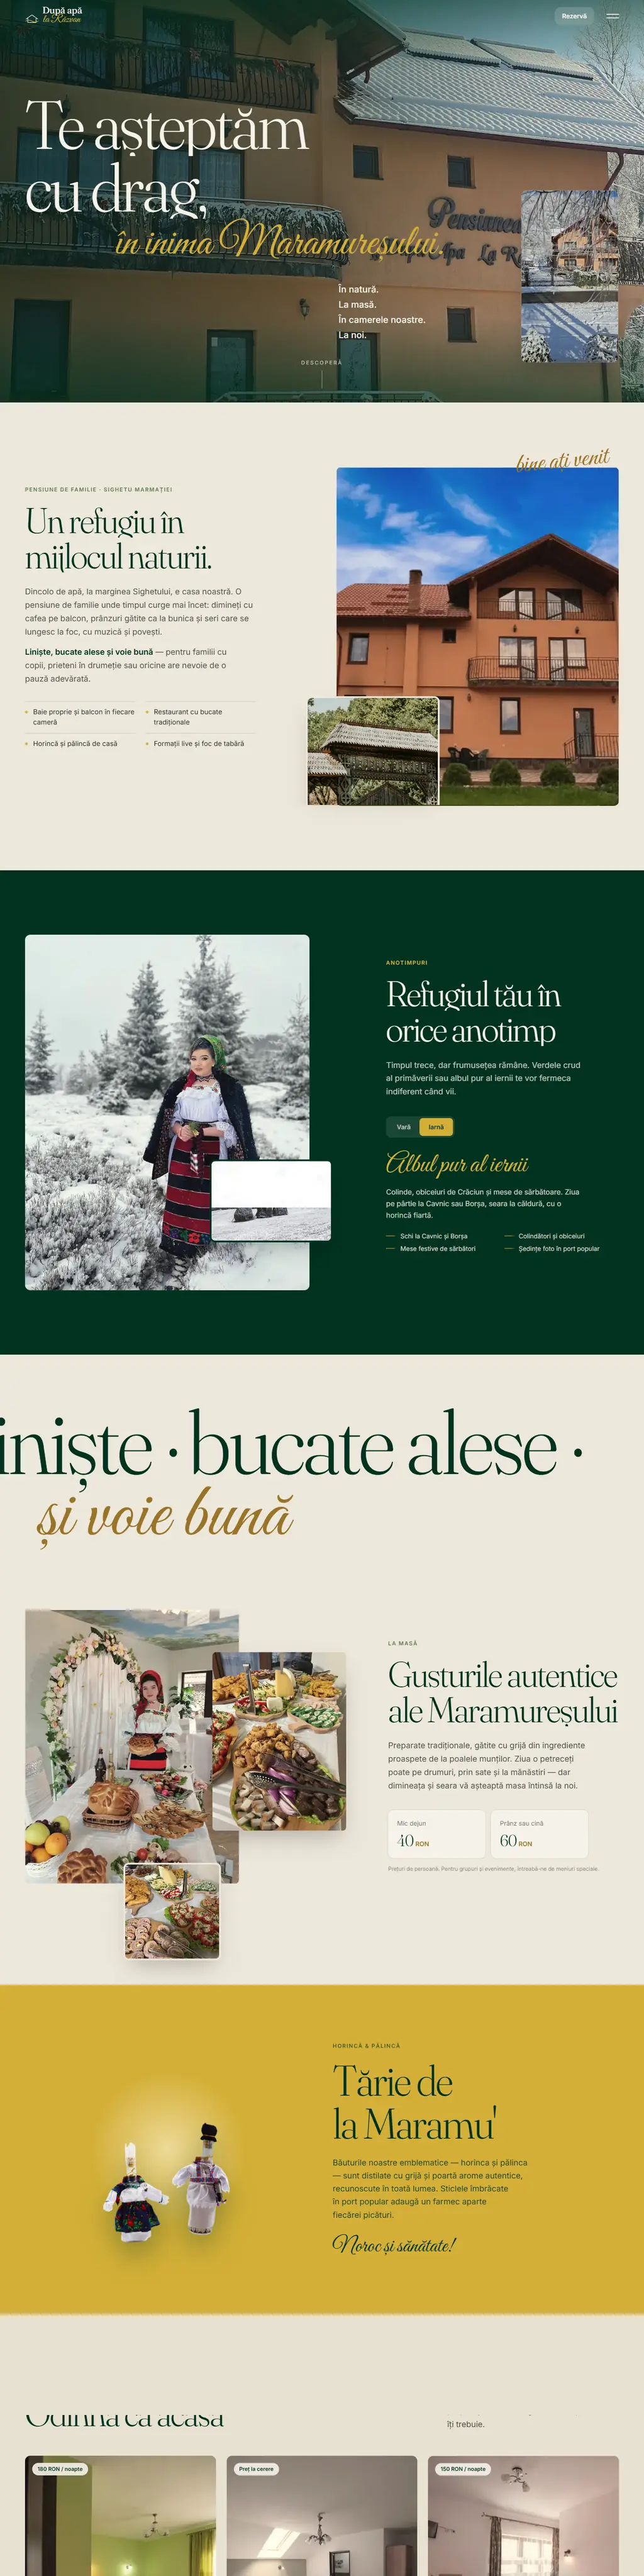 După apă
la Răzvan
Rezervă
Te așteptăm
cu drag,
în inima Maramureșului.
Pensiunea
La
În natură.
La masă.
În camerele noastre.
La noi.
DESCOPERĂ
bine ați venit
PENSIUNE DE FAMILIE · SIGHETU MARMAȚIEI
Un refugiu în
mijlocul naturii.
Dincolo de apă, la marginea Sighetului, e casa noastră. O
pensiune de familie unde timpul curge mai încet: dimineți cu
cafea pe balcon, prânzuri gătite ca la bunica și seri care se
lungesc la foc, cu muzică și povești.
Liniște, bucate alese și voie bună — pentru familii cu
copii, prieteni în drumeție sau oricine are nevoie de o
pauză adevărată.
Baie proprie și balcon în fiecare
cameră
Restaurant cu bucate
tradiționale
Horincă și pălincă de casă
Formații live și foc de tabără
ANOTIMPURI
Refugiul tău în
orice anotimp
Timpul trece, dar frumusețea rămâne. Verdele crud
al primăverii sau albul pur al iernii te vor fermeca
indiferent când vii.
Vară
Iarnă
Albul pur al iernii
Colinde, obiceiuri de Crăciun și mese de sărbătoare. Ziua
pe pârtie la Cavnic sau Borșa, seara la căldură, cu o
horincă fiartă.
Schi la Cavnic și Borșa
Colindători și obiceiuri
Mese festive de sărbători
Ședințe foto în port popular
iniște · bucate alese ·
și voie bună
LA MASĂ
Gusturile autentice
ale Maramureșului
Preparate tradiționale, gătite cu grijă din ingrediente
proaspete de la poalele munților. Ziua o petreceți
poate pe drumuri, prin sate și la mănăstiri — dar
dimineața și seara vă așteaptă masa întinsă la noi.
Mic dejun
40 RON
Prânz sau cină
60 RON
Prețuri de persoană. Pentru grupuri și evenimente, întreabă-ne de meniuri speciale.
HORINCĂ & PĂLINCĂ
Tărie de
la Maramu'
Băuturile noastre emblematice — horinca și pălinca
— sunt distilate cu grijă și poartă arome autentice,
recunoscute în toată lumea. Sticlele îmbrăcate
în port popular adaugă un farmec aparte
fiecărei picături.
Noroc și sănătate!
Odihnă ca acasă
îți trebuie.
160 RON / noapte
Preț la cerere
150 RON / noapte